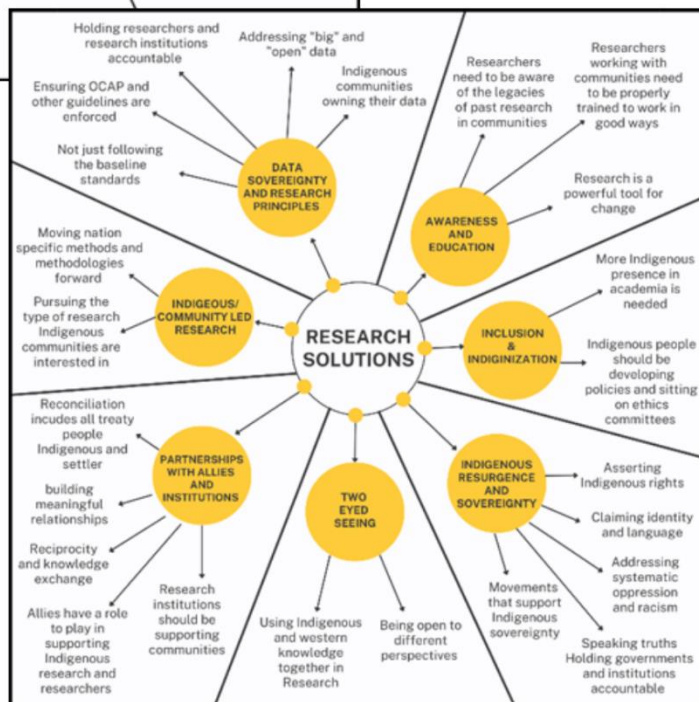 Holding researchers and
research institutions
accountable
Addressing "big" and
"open" data
Indigenous
communities
owning their data
Ensuring OCAP and
other guidelines are
enforced
Not just following
the baseline
standards
DATA
SOVEREIGNTY
AND RESEARCH
PRINCIPLES
Researchers
need to be aware
of the legacies
of past research
in communities
Researchers
working with
communities need
to be properly
trained to work in
good ways
Research is a
powerful tool for
change
AWARENESS
AND
EDUCATION
Moving nation
specific methods and
methodologies
forward
Pursuing the
type of research
Indigenous
communities are
interested in
INDIGEOUS/
COMMUNITY LED
RESEARCH
RESEARCH
SOLUTIONS
INCLUSION
&
INDIGINIZATION
More Indigenous
presence in
academia is
needed
Indigenous people
should be
developing
policies and sitting
on ethics
committees
Reconciliation
incudes all treaty
people
Indigenous and
settler
building
meaningful
relationships
Reciprocity
and knowledge
exchange
Allies have a role
to play in
supporting
Indigenous
research and
researchers
Research
institutions
should be
supporting
communities
PARTNERSHIPS
WITH ALLIES
AND
INSTITUTIONS
TWO
EYED
SEEING
Using Indigenous
and western
knowledge
together in
Research
Being open to
different
perspectives
INDIGENOUS
RESURGENCE
AND
SOVEREIGNTY
Asserting
Indigenous rights
Claiming identity
and language
Addressing
systematic
oppression
and racism
Movements
that support
Indigenous
sovereignty
Speaking truths
Holding governments
and institutions
accountable